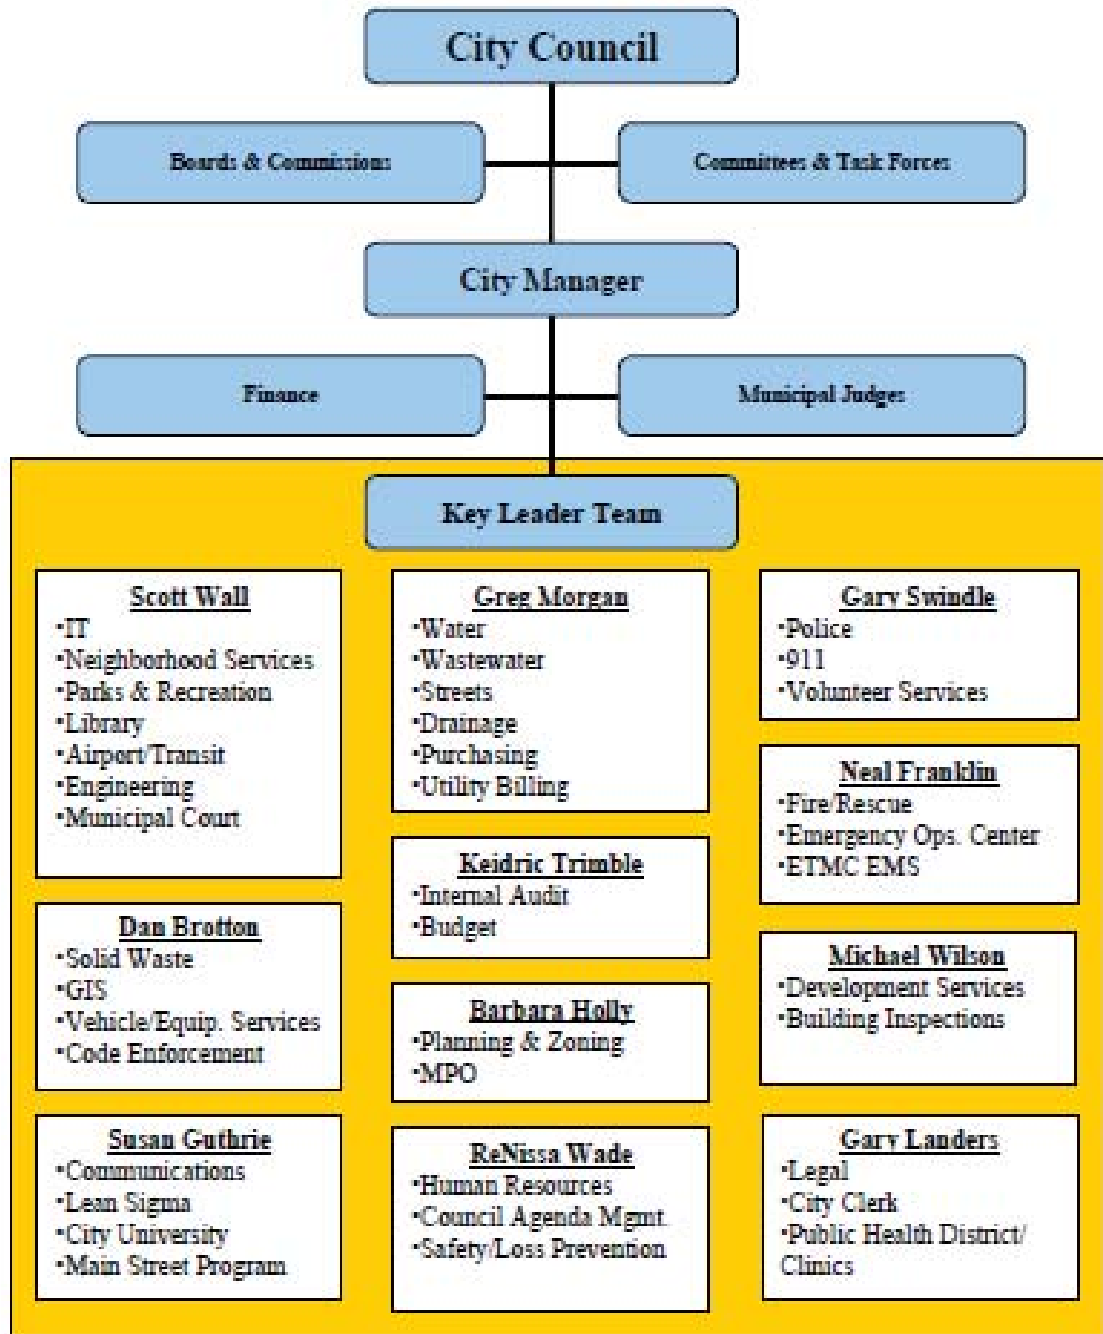 City Council
Boards & Commissions
Committees & Task Forces
City Manager
Finance
Municipal Judges
Key Leader Team
Scott Wall
•IT
•Neighborhood Services
•Parks & Recreation
•Library
•Airport/Transit
•Engineering
•Municipal Court
Dan Brotton
•Solid Waste
•GIS
•Vehicle/Equip. Services
•Code Enforcement
Susan Guthrie
•Communications
•Lean Sigma
•City University
•Main Street Program
Greg Morgan
•Water
•Wastewater
•Streets
•Drainage
•Purchasing
•Utility Billing
Keidric Trimble
•Internal Audit
•Budget
Barbara Holly
•Planning & Zoning
•MPO
ReNissa Wade
•Human Resources
•Council Agenda Mgmt.
•Safety/Loss Prevention
Gary Swindle
•Police
•911
•Volunteer Services
Neal Franklin
•Fire/Rescue
•Emergency Ops. Center
•ETMC EMS
Michael Wilson
•Development Services
•Building Inspections
Gary Landers
•Legal
•City Clerk
•Public Health District/
Clinics